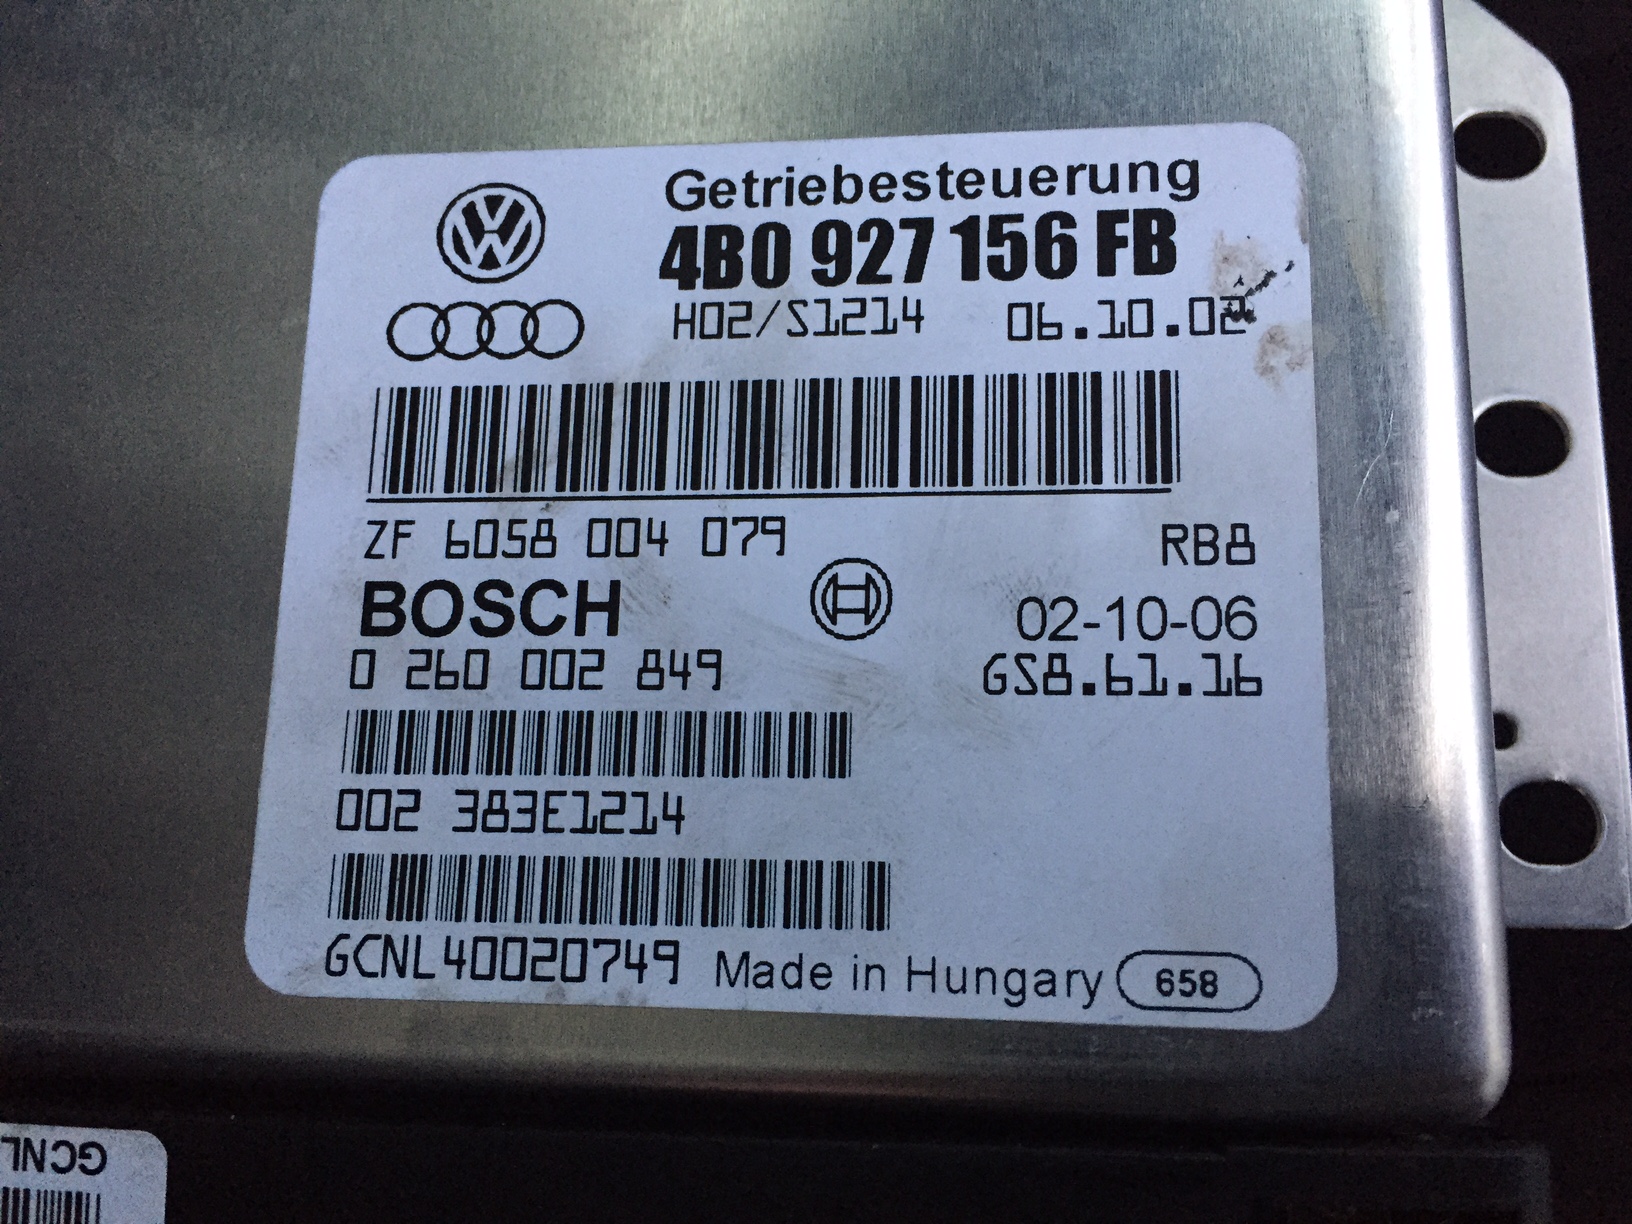 Getriebesteuerung
4B0 927 156 FB
H02/S1214 06.10.02
ZF 6058 004 079 RB8
BOSCH 02-10-06
0 260 002 849 GS8.61.16
002 383E1214
GCNL40020749 Made in Hungary 658
GCNL